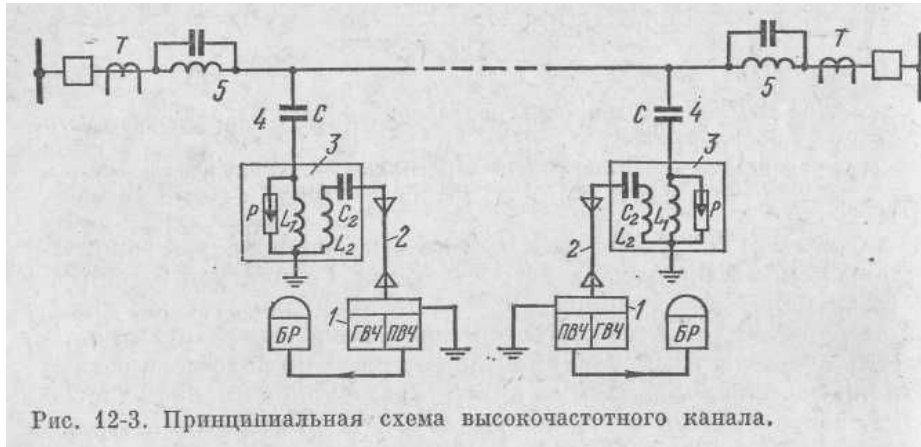 T T
5 5
4 C C 4
3 3
P L1 C2 L2 C2 L1 P L2
2 2
БР 1 ГВЧ ПВЧ ПВЧ ГВЧ 1 БР
Рис. 12-3. Принципиальная схема высокочастотного канала.